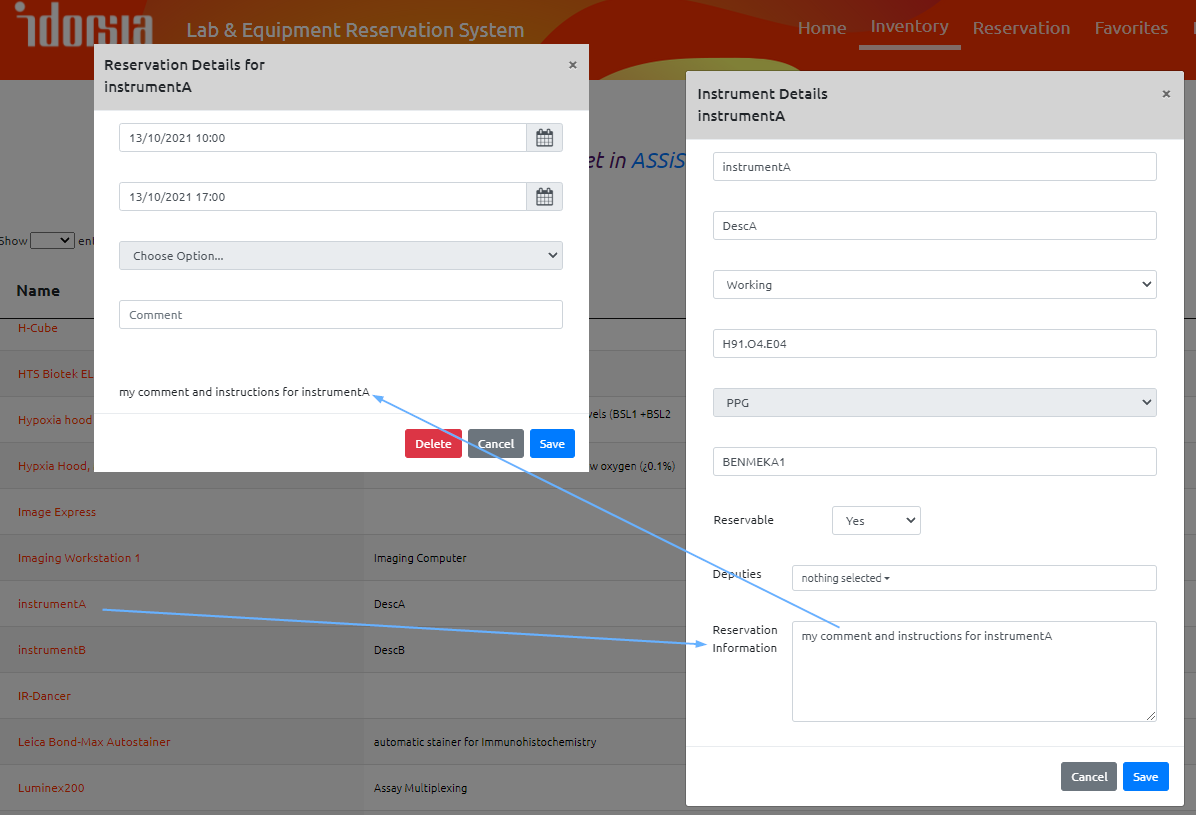 idorsia
Lab & Equipment Reservation System
Home
Inventory
Reservation
Favorites
Reservation Details for
instrumentA
×
13/10/2021 10:00
13/10/2021 17:00
Choose Option...
Comment
my comment and instructions for instrumentA
Delete
Cancel
Save
et in ASSiS
Show
ent
Name
H-Cube
HTS Biotek EL
Hypoxia hood
vels (BSL1 +BSL2
Hypxia Hood,
w oxygen (¿0.1%)
Image Express
Imaging Workstation 1
Imaging Computer
instrumentA
DescA
instrumentB
DescB
IR-Dancer
Leica Bond-Max Autostainer
automatic stainer for Immunohistochemistry
Luminex200
Assay Multiplexing
Instrument Details
instrumentA
×
instrumentA
DescA
Working
H91.O4.E04
PPG
BENMEKA1
Reservable
Yes
Deputies
nothing selected
Reservation
Information
my comment and instructions for instrumentA
Cancel
Save